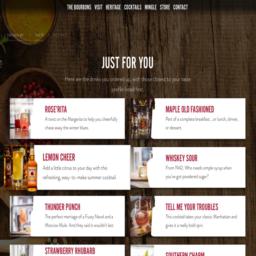 THE BOURBONS VISIT HERITAGE COCKTAILS MINGLE STORE CONTACT
JUST FOR YOU
Here are the drinks you ordered up, with those closest to your taste
profile listed first.
ROSE'RITA
A twist on the Margarita to help you cheerfully
chase away the winter blues.
MAPLE OLD FASHIONED
Part of a complete breakfast...or lunch, dinner,
or dessert.
LEMON CHEER
Add a little citrus to your day with this
refreshing, easy-to-make summer cocktail.
WHISKEY SOUR
From 1962. Who needs simple syrup when
you've got powdered sugar?
THUNDER PUNCH
The perfect marriage of a Fuzzy Navel and a
Moscow Mule. And they said it wouldn't last.
TELL ME YOUR TROUBLES
This cocktail takes your classic Manhattan and
gives it a really bold spin.
STRAWBERRY RHUBARB
SOUTHERN CHARM